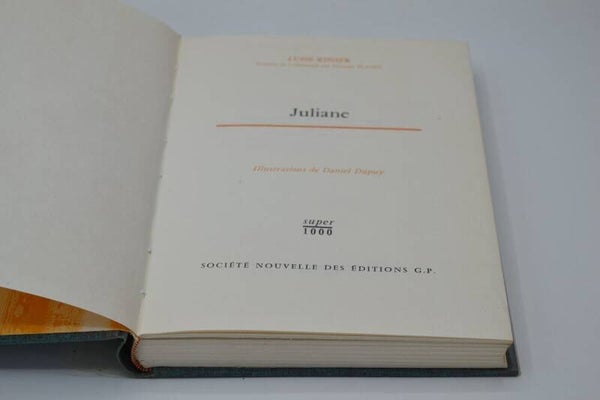 LUISE RINSER
Juliane
Illustrations de Daniel Dupuy
super
1000
SOCIÉTÉ NOUVELLE DES ÉDITIONS G.P.